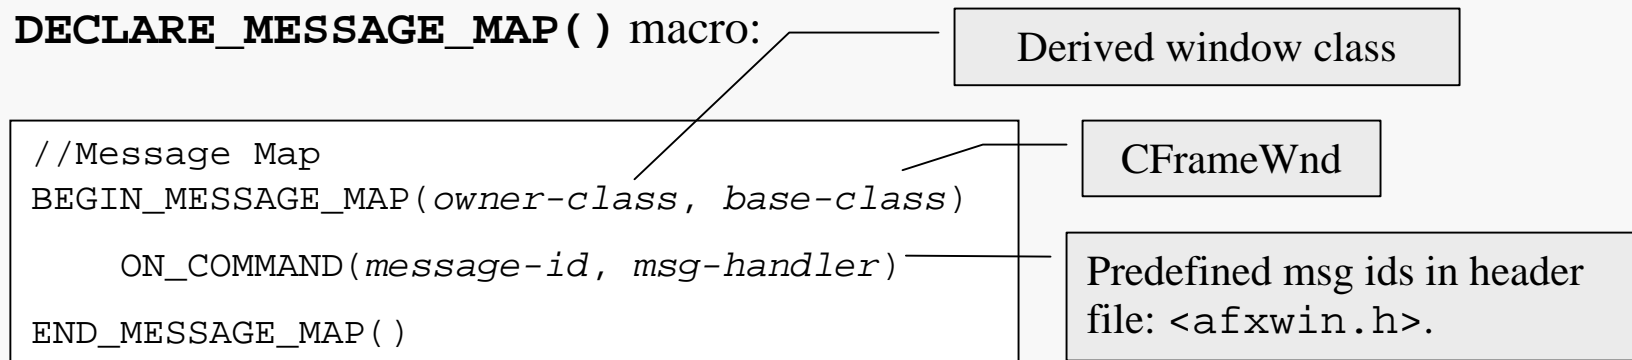 DECLARE_MESSAGE_MAP() macro:
Derived window class
//Message Map
BEGIN_MESSAGE_MAP(owner-class, base-class)
CFrameWnd
ON_COMMAND(message-id, msg-handler)
END_MESSAGE_MAP()
Predefined msg ids in header
file: <afxwin.h>.